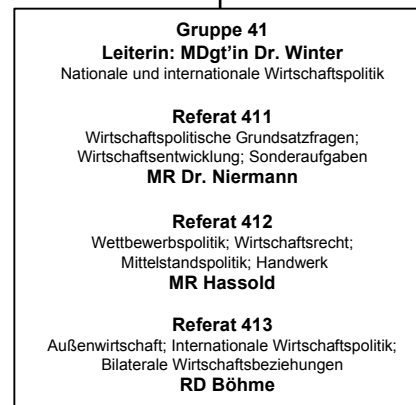 Gruppe 41
Leiterin: MDgt’in Dr. Winter
Nationale und internationale Wirtschaftspolitik
Referat 411
Wirtschaftspolitische Grundsatzfragen;
Wirtschaftsentwicklung; Sonderaufgaben
MR Dr. Niermann
Referat 412
Wettbewerbspolitik; Wirtschaftsrecht;
Mittelstandspolitik; Handwerk
MR Hassold
Referat 413
Außenwirtschaft; Internationale Wirtschaftspolitik;
Bilaterale Wirtschaftsbeziehungen
RD Böhme